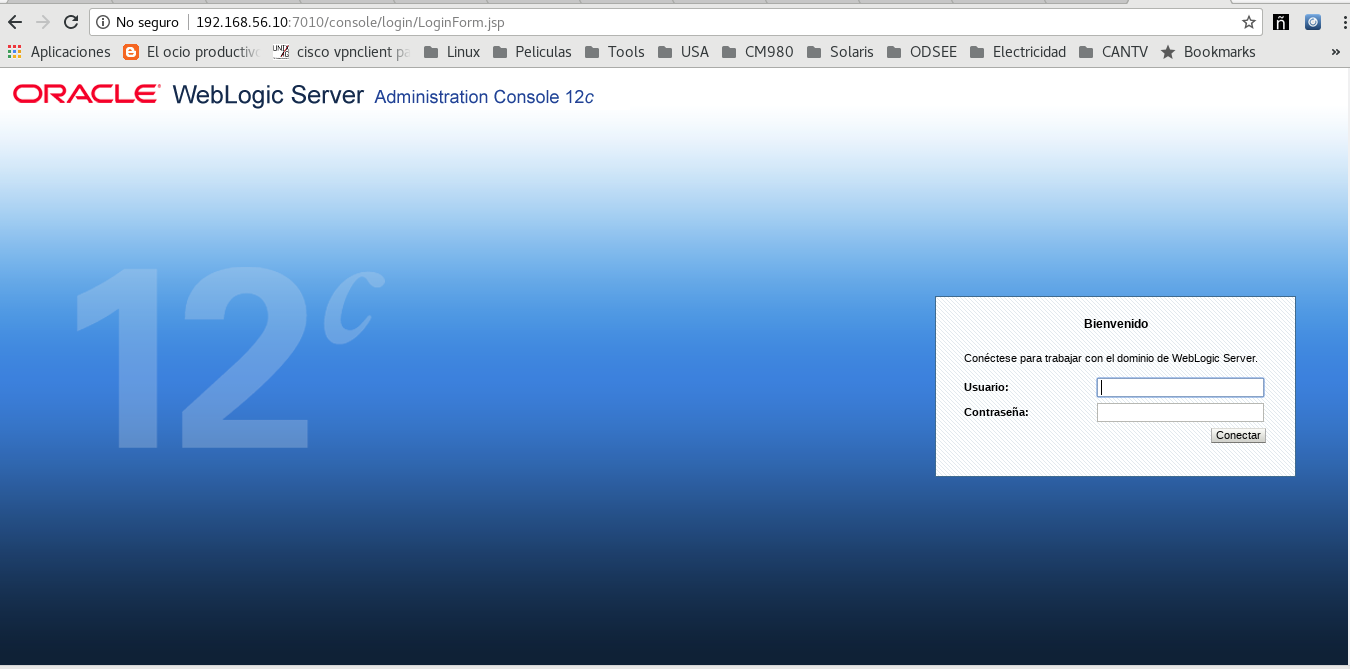 No seguro 192.168.56.10:7010/console/login/LoginForm.jsp ñ
Aplicaciones El ocio productivo cisco vpnclient pa Linux Peliculas Tools USA CM980 Solaris ODSEE Electricidad CANTV Bookmarks »
ORACLE WebLogic Server Administration Console 12c
12c
Bienvenido
Conéctese para trabajar con el dominio de WebLogic Server.
Usuario:
Contraseña:
Conectar